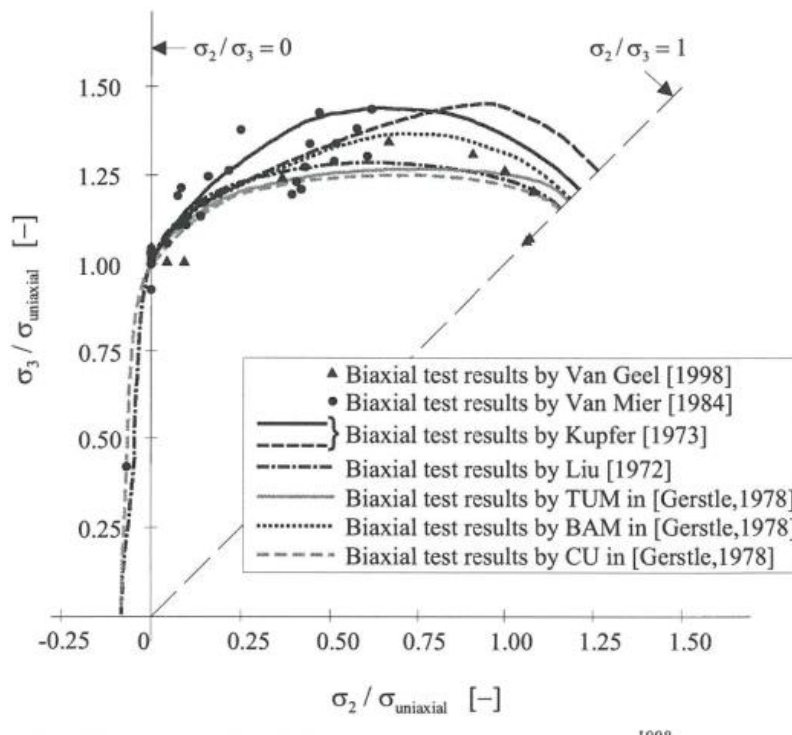 σ2 / σ3 = 0
σ2 / σ3 = 1
1.50
1.25
1.00
0.75
0.50
0.25
σ3 / σuniaxial [-]
▲ Biaxial test results by Van Geel [1998]
● Biaxial test results by Van Mier [1984]
} Biaxial test results by Kupfer [1973]
Biaxial test results by Liu [1972]
Biaxial test results by TUM in [Gerstle,1978]
Biaxial test results by BAM in [Gerstle,1978]
Biaxial test results by CU in [Gerstle,1978]
-0.25 0 0.25 0.50 0.75 1.00 1.25 1.50
σ2 / σuniaxial [-]